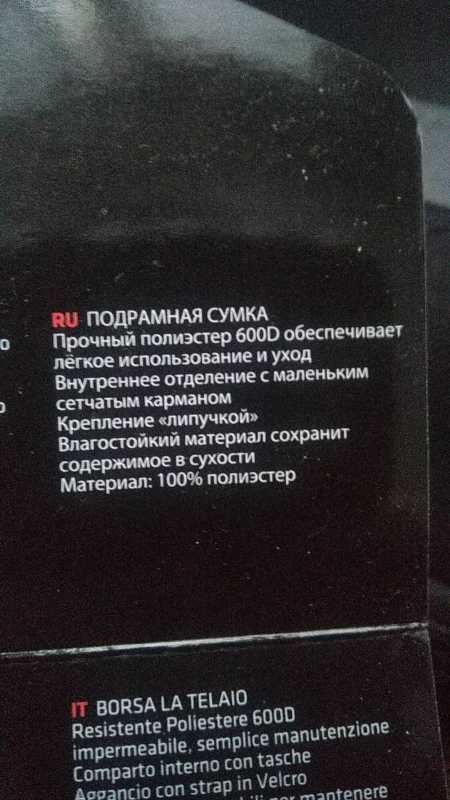 RU ПОДРАМНАЯ СУМКА
Прочный полиэстер 600D обеспечивает
лёгкое использование и уход
Внутреннее отделение с маленьким
сетчатым карманом
Крепление «липучкой»
Влагостойкий материал сохранит
содержимое в сухости
Материал: 100% полиэстер
IT BORSA LA TELAIO
Resistente Poliestere 600D
impermeabile, semplice manutenzione
Comparto interno con tasche
Aggancio con strap in Velcro
per mantenere